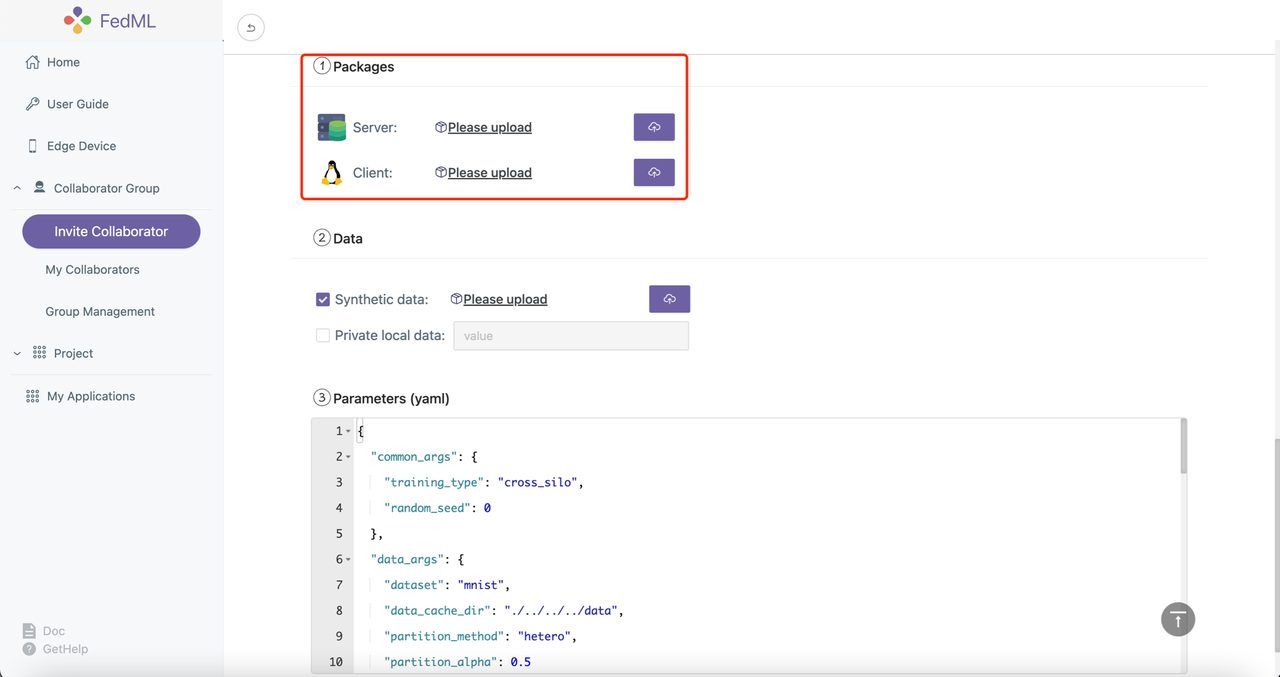 FedML
Home
User Guide
Edge Device
Collaborator Group
Invite Collaborator
My Collaborators
Group Management
Project
My Applications
Doc
GetHelp
① Packages
Server: Please upload
Client: Please upload
② Data
Synthetic data: Please upload
Private local data: value
③ Parameters (yaml)
1 {
2 "common_args": {
3 "training_type": "cross_silo",
4 "random_seed": 0
5 },
6 "data_args": {
7 "dataset": "mnist",
8 "data_cache_dir": "./../../../data",
9 "partition_method": "hetero",
10 "partition_alpha": 0.5